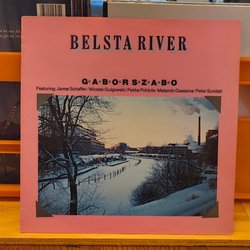 BELSTA RIVER
G•A•B•O•R•S•Z•A•B•O
Featuring: Janne Schaffer/Wlodek Gulgowski/Pekka Pohjola/Malando Gassama/Peter Sundell